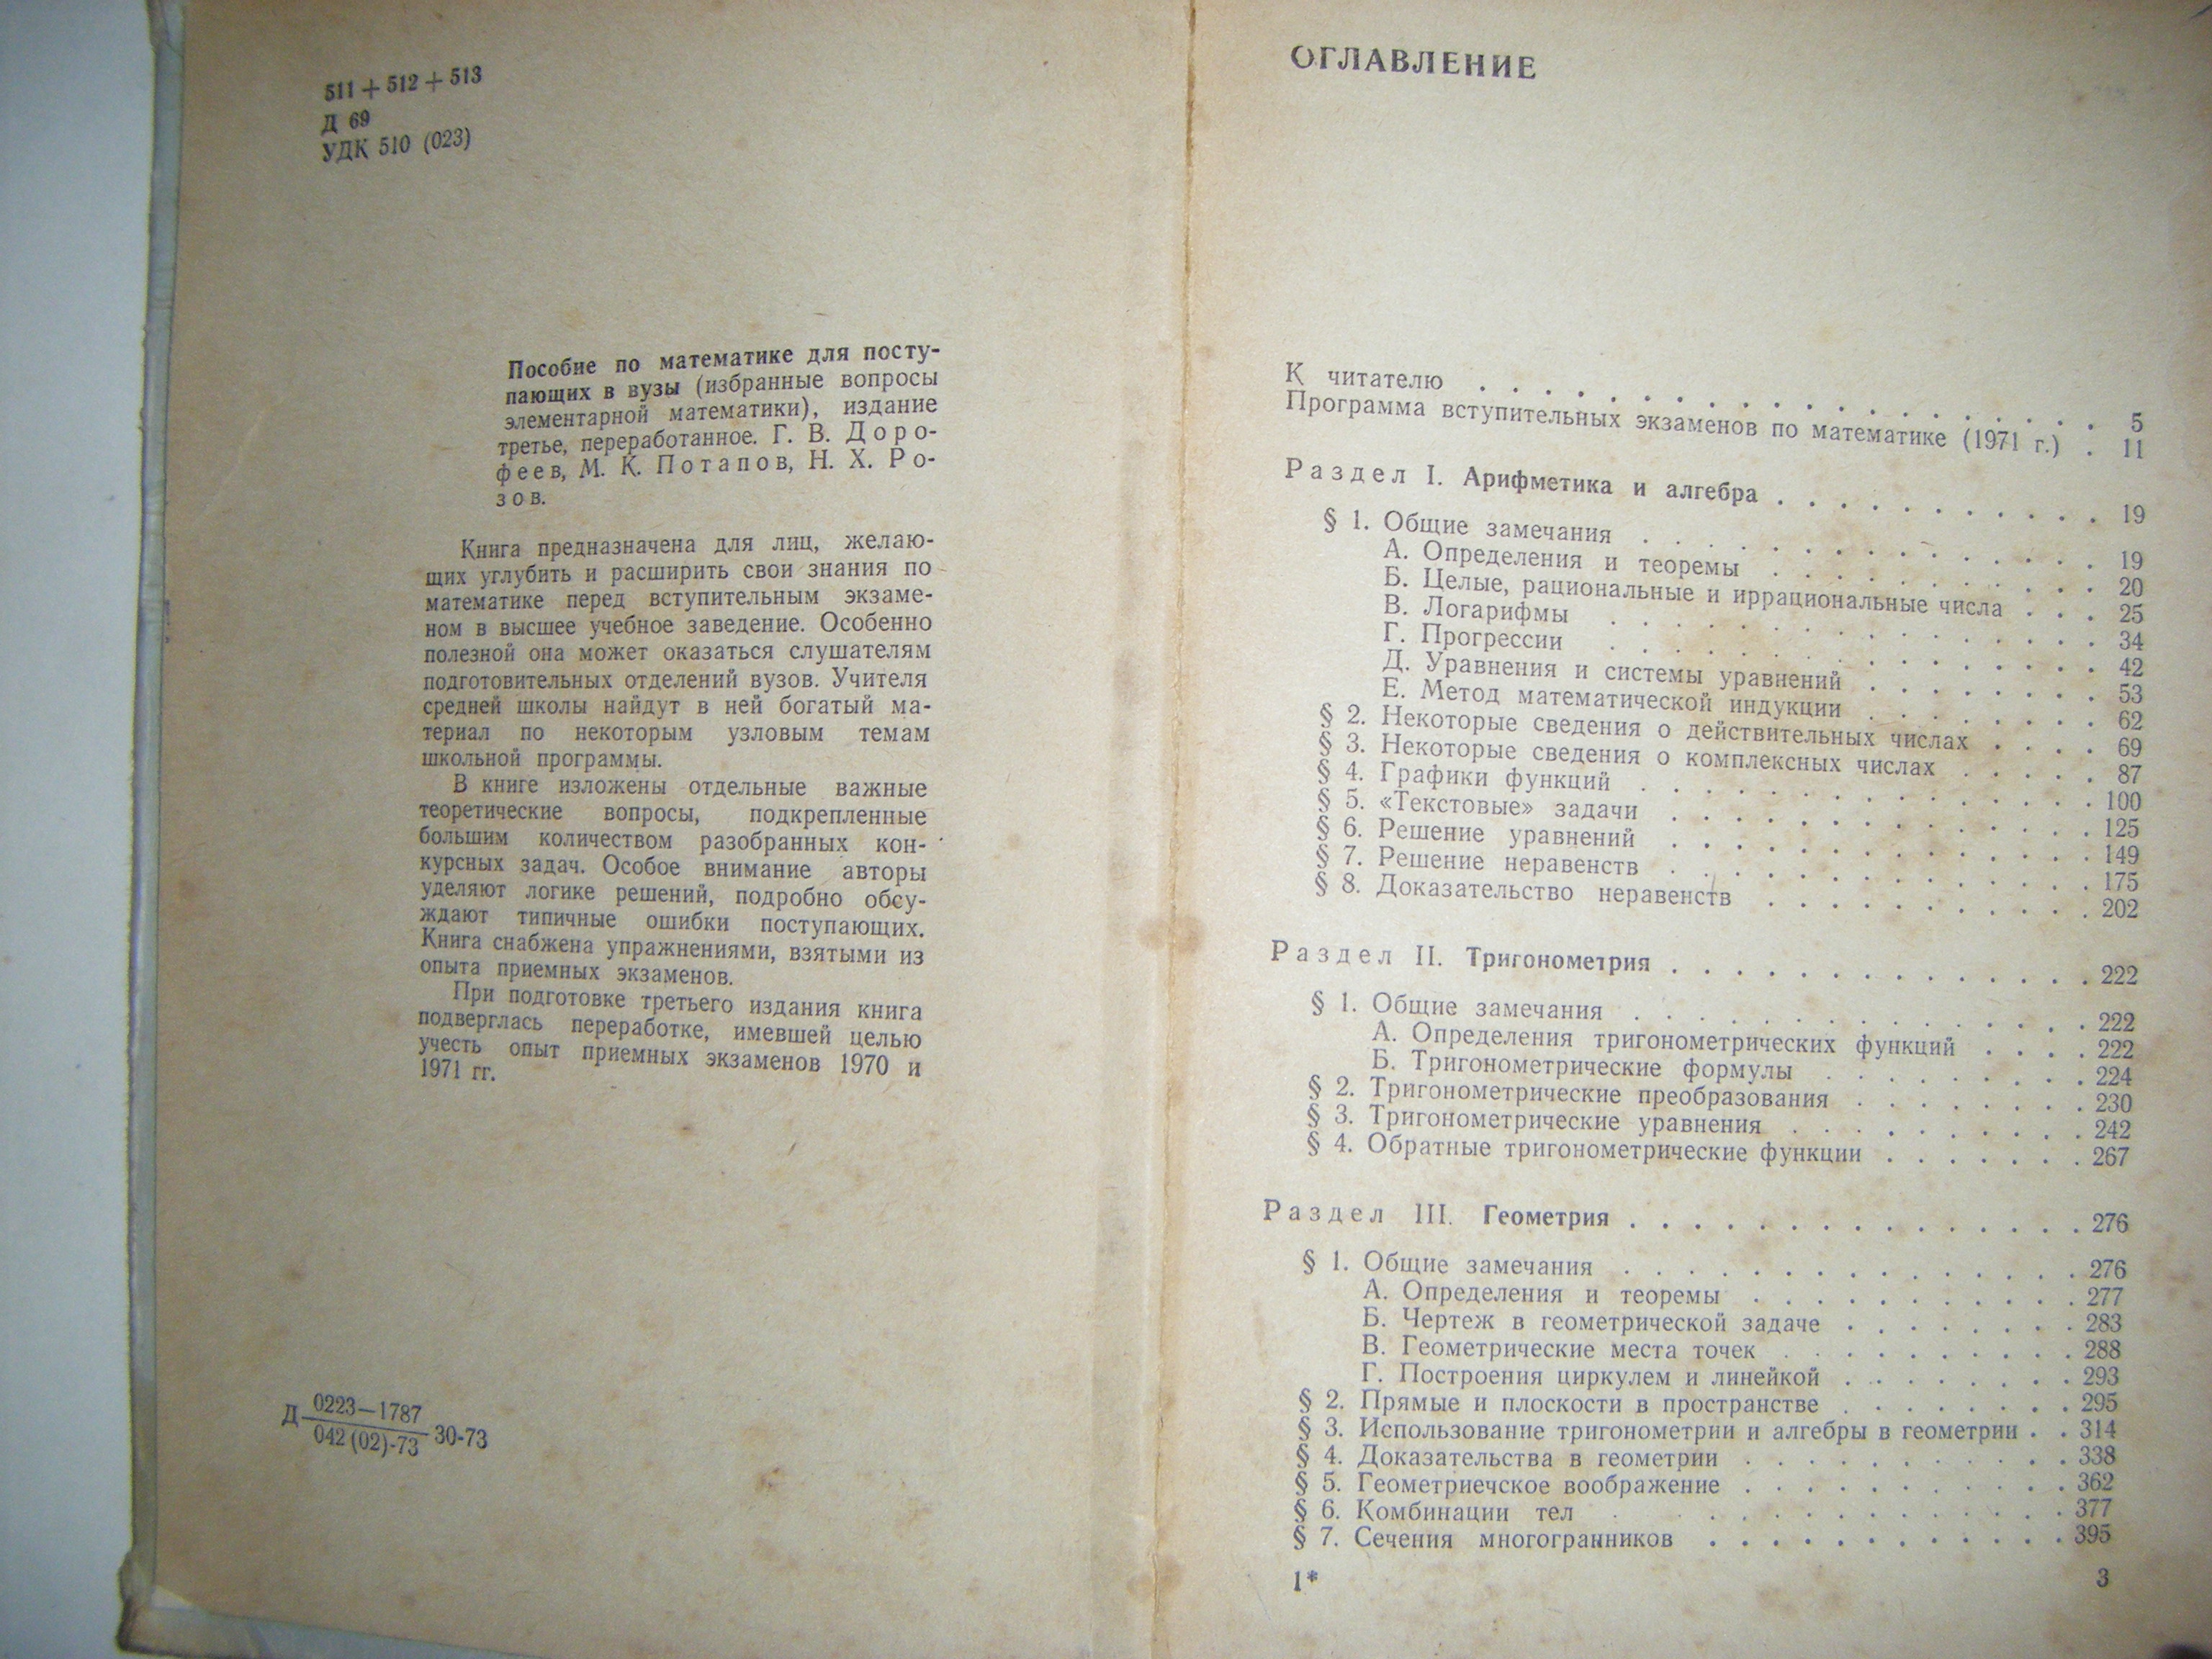 511 + 512 + 513
Д 69
УДК 510 (023)
Пособие по математике для посту-
пающих в вузы (избранные вопросы
элементарной математики), издание
третье, переработанное. Г. В. Доро-
феев, М. К. Потапов, Н. Х. Ро-
зов.
Книга предназначена для лиц, желаю-
щих углубить и расширить свои знания по
математике перед вступительным экзаме-
ном в высшее учебное заведение. Особенно
полезной она может оказаться слушателям
подготовительных отделений вузов. Учителя
средней школы найдут в ней богатый ма-
териал по некоторым узловым темам
школьной программы.
В книге изложены отдельные важные
теоретические вопросы, подкрепленные
большим количеством разобранных кон-
курсных задач. Особое внимание авторы
уделяют логике решений, подробно обсу-
ждают типичные ошибки поступающих.
Книга снабжена упражнениями, взятыми из
опыта приемных экзаменов.
При подготовке третьего издания книга
подверглась переработке, имевшей целью
учесть опыт приемных экзаменов 1970 и
1971 гг.
Д 0223—1787
042 (02)-73 30-73
ОГЛАВЛЕНИЕ
К читателю . . . . . . . . . . . . . . . . . . . 5
Программа вступительных экзаменов по математике (1971 г.) . 11
Раздел I. Арифметика и алгебра . . . . . . . . . . . 19
§ 1. Общие замечания . . . . . . . . . . . . . . 19
А. Определения и теоремы . . . . . . . . . . 20
Б. Целые, рациональные и иррациональные числа . . . 25
В. Логарифмы . . . . . . . . . . . . . . . 34
Г. Прогрессии . . . . . . . . . . . . . . . 42
Д. Уравнения и системы уравнений . . . . . . . . 53
Е. Метод математической индукции . . . . . . . . 62
§ 2. Некоторые сведения о действительных числах . . . . 69
§ 3. Некоторые сведения о комплексных числах . . . . . 87
§ 4. Графики функций . . . . . . . . . . . . . . 100
§ 5. «Текстовые» задачи . . . . . . . . . . . . . 125
§ 6. Решение уравнений . . . . . . . . . . . . . 149
§ 7. Решение неравенств . . . . . . . . . . . . . 175
§ 8. Доказательство неравенств . . . . . . . . . . 202
Раздел II. Тригонометрия . . . . . . . . . . . . . 222
§ 1. Общие замечания . . . . . . . . . . . . . . 222
А. Определения тригонометрических функций . . . . 222
Б. Тригонометрические формулы . . . . . . . . . 224
§ 2. Тригонометрические преобразования . . . . . . . . 230
§ 3. Тригонометрические уравнения . . . . . . . . . . 242
§ 4. Обратные тригонометрические функции . . . . . . . 267
Раздел III. Геометрия . . . . . . . . . . . . . . . 276
§ 1. Общие замечания . . . . . . . . . . . . . . . 276
А. Определения и теоремы . . . . . . . . . . . 277
Б. Чертеж в геометрической задаче . . . . . . . . 283
В. Геометрические места точек . . . . . . . . . . 288
Г. Построения циркулем и линейкой . . . . . . . . 293
§ 2. Прямые и плоскости в пространстве . . . . . . . . 295
§ 3. Использование тригонометрии и алгебры в геометрии . . 314
§ 4. Доказательства в геометрии . . . . . . . . . . . 338
§ 5. Геометриечское воображение . . . . . . . . . . . 362
§ 6. Комбинации тел . . . . . . . . . . . . . . 377
§ 7. Сечения многогранников . . . . . . . . . . . . 395
1*
3